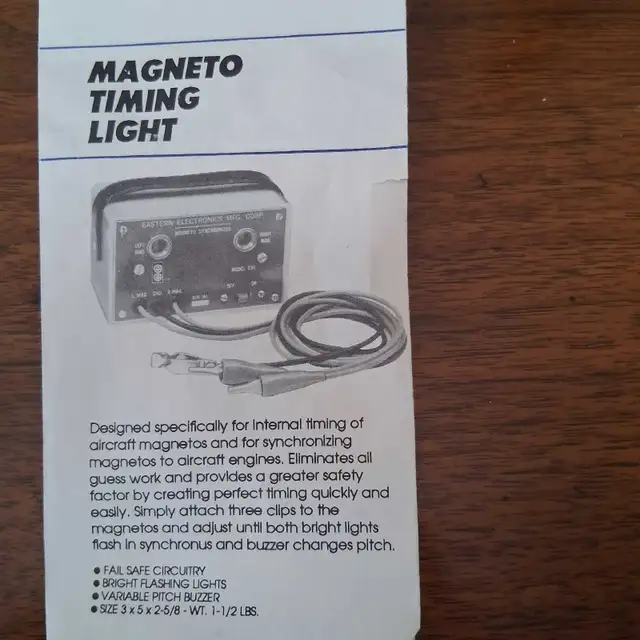 MAGNETO
TIMING
LIGHT
EASTERN ELECTRONICS MFG. CORP.
MAGNETO SYNCHRONIZER
Designed specifically for internal timing of
aircraft magnetos and for synchronizing
magnetos to aircraft engines. Eliminates all
guess work and provides a greater safety
factor by creating perfect timing quickly and
easily. Simply attach three clips to the
magnetos and adjust until both bright lights
flash in synchronus and buzzer changes pitch.
• FAIL SAFE CIRCUITRY
• BRIGHT FLASHING LIGHTS
• VARIABLE PITCH BUZZER
• SIZE 3 x 5 x 2-5/8 - WT. 1-1/2 LBS.